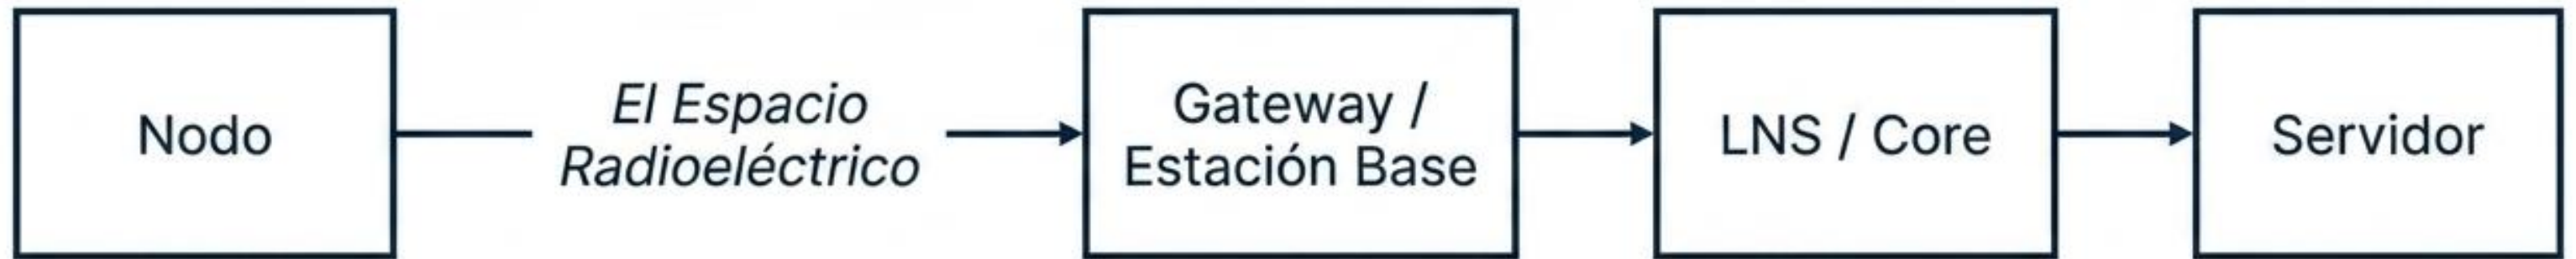 Nodo
El Espacio
Radioeléctrico
Gateway /
Estación Base
LNS / Core
Servidor